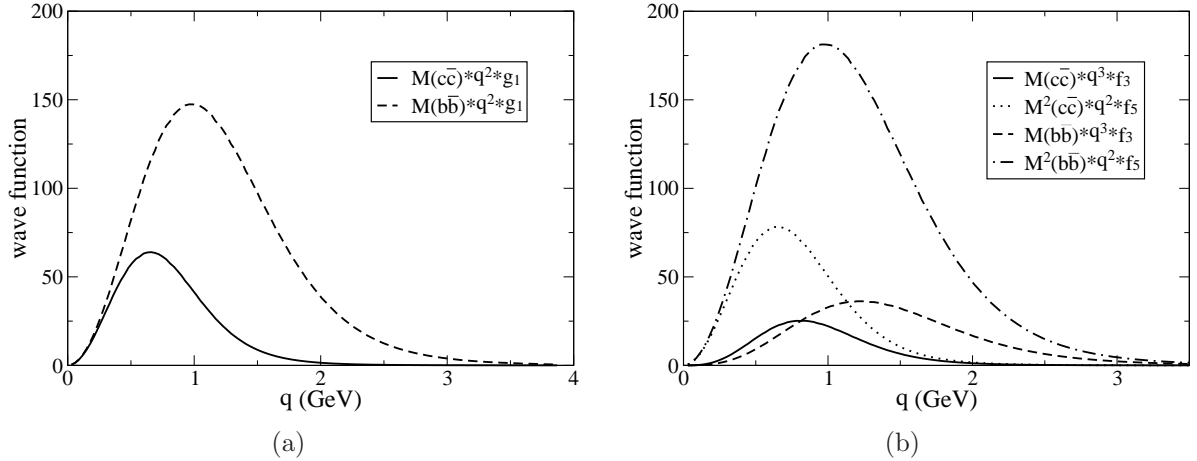 200
150
100
50
0
wave function
M(cc̅)*q²*g₁
M(bb̅)*q²*g₁
0 1 2 3 4
q (GeV)
(a)
200
150
100
50
0
wave function
M(cc̅)*q³*f₃
M²(cc̅)*q²*f₅
M(bb̅)*q³*f₃
M²(bb̅)*q²*f₅
0 1 2 3
q (GeV)
(b)